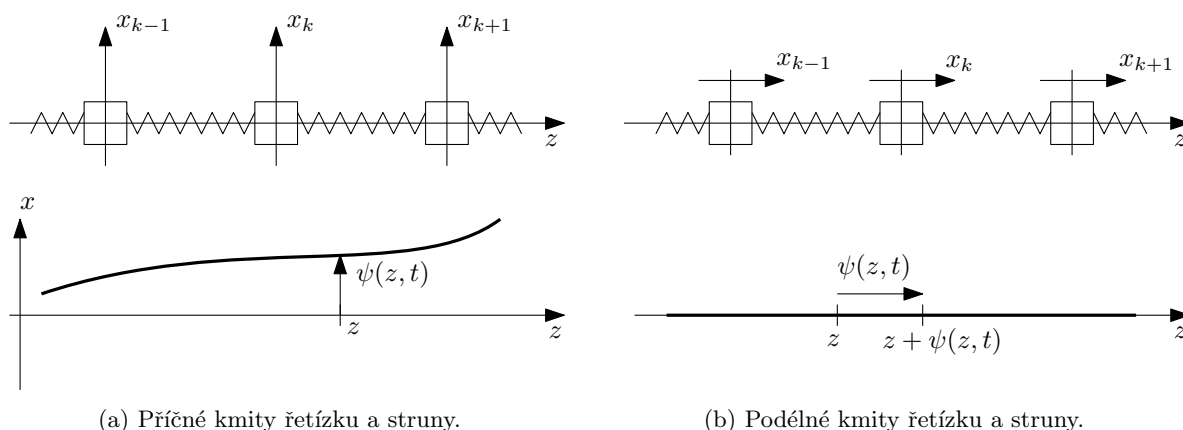 x_{k-1} x_k x_{k+1}
z
x
ψ(z, t)
z z
(a) Příčné kmity řetízku a struny.
x_{k-1} x_k x_{k+1}
z
ψ(z, t)
z z + ψ(z, t) z
(b) Podélné kmity řetízku a struny.